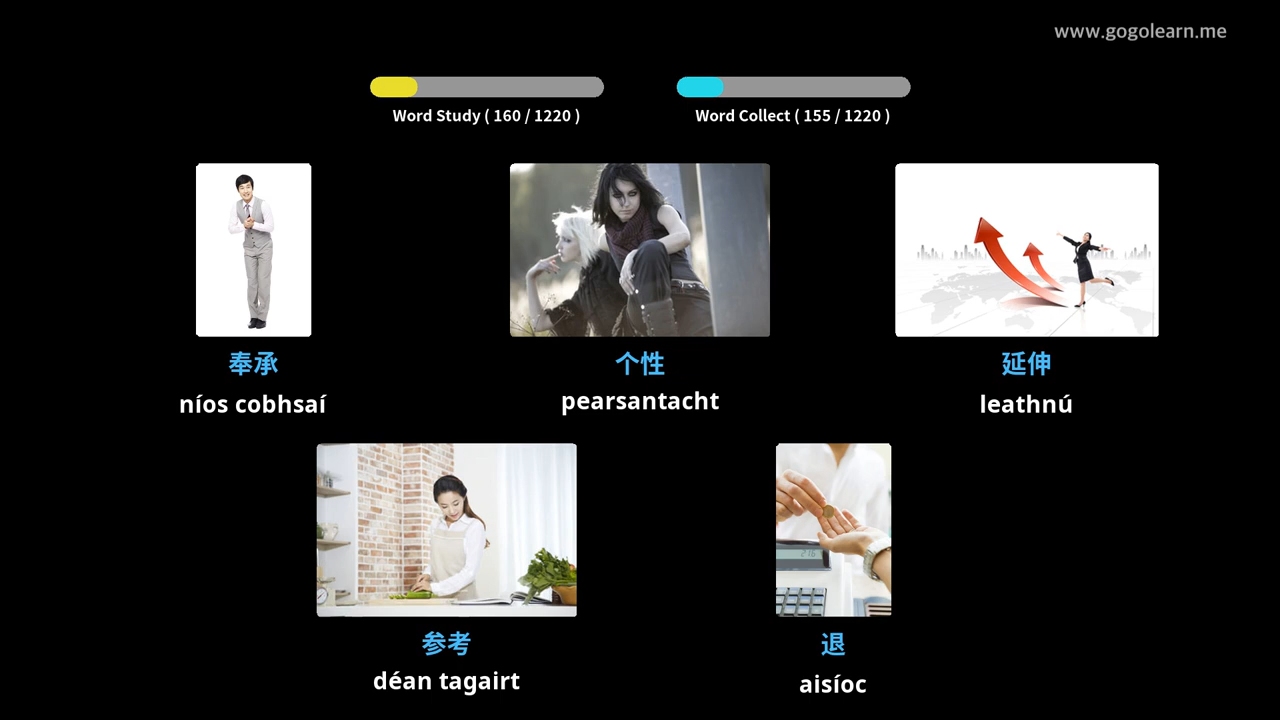 www.gogolearn.me
Word Study ( 160 / 1220 )
Word Collect ( 155 / 1220 )
奉承
níos cobhsaí
个性
pearsantacht
延伸
leathnú
参考
déan tagairt
退
aisíoc